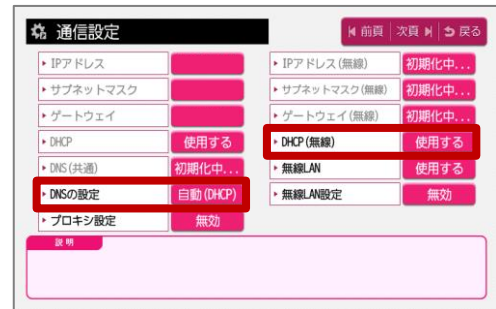 通信設定
前頁 次頁 戻る
IPアドレス
サブネットマスク
ゲートウェイ
DHCP 使用する
DNS(共通) 初期化中...
DNSの設定 自動(DHCP)
プロキシ設定 無効
IPアドレス(無線) 初期化中...
サブネットマスク(無線) 初期化中...
ゲートウェイ(無線) 初期化中...
DHCP(無線) 使用する
無線LAN 使用する
無線LAN設定 無効
説明